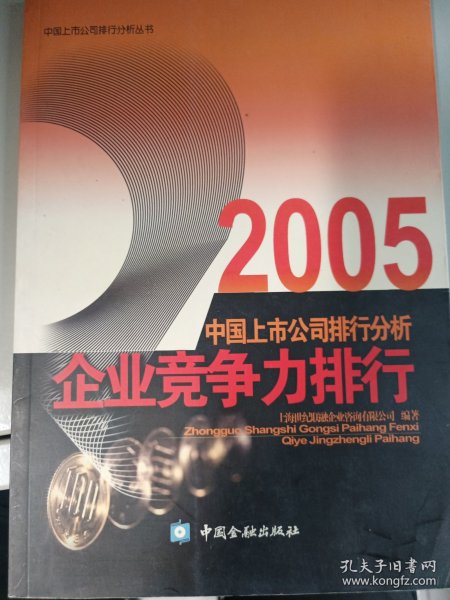 中国上市公司排行分析丛书
2005
中国上市公司排行分析
企业竞争力排行
上海世纪联融企业咨询有限公司 编著
Zhongguo Shangshi Gongsi Paihang Fenxi
Qiye Jingzhengli Paihang
中国金融出版社
孔夫子旧书网
www.kongfz.com